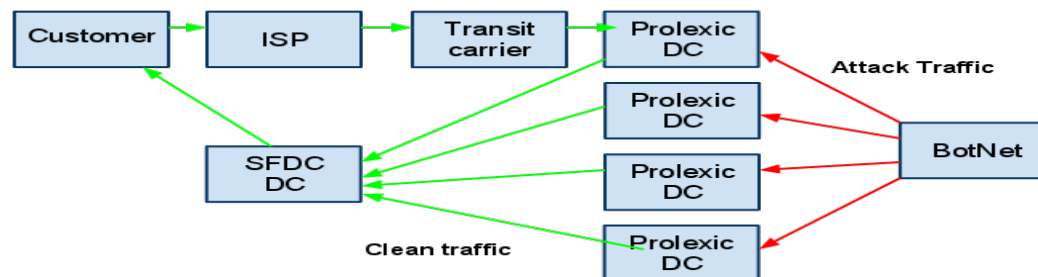 Customer
ISP
Transit
carrier
Prolexic
DC
Attack Traffic
Prolexic
DC
BotNet
SFDC
DC
Prolexic
DC
Clean traffic
Prolexic
DC